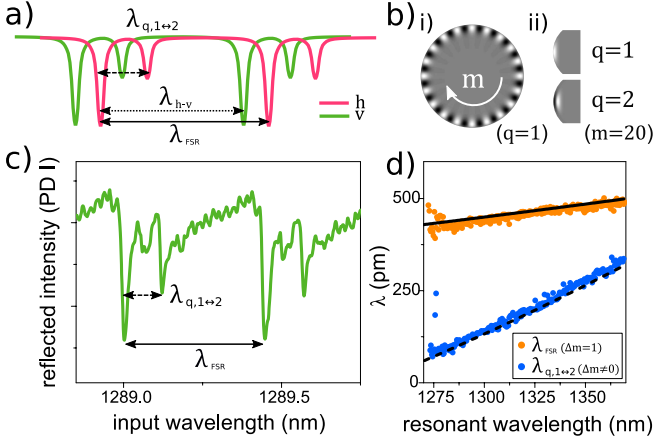 a)
λq,1↔2
λh-v
λFSR
h
v
b)
i)
m
(q=1)
ii)
q=1
q=2
(m=20)
c)
reflected intensity (PD I)
λq,1↔2
λFSR
1289.0
1289.5
input wavelength (nm)
d)
λ (pm)
500
250
0
λFSR (Δm=1)
λq,1↔2 (Δm≠0)
1275
1300
1325
1350
resonant wavelength (nm)